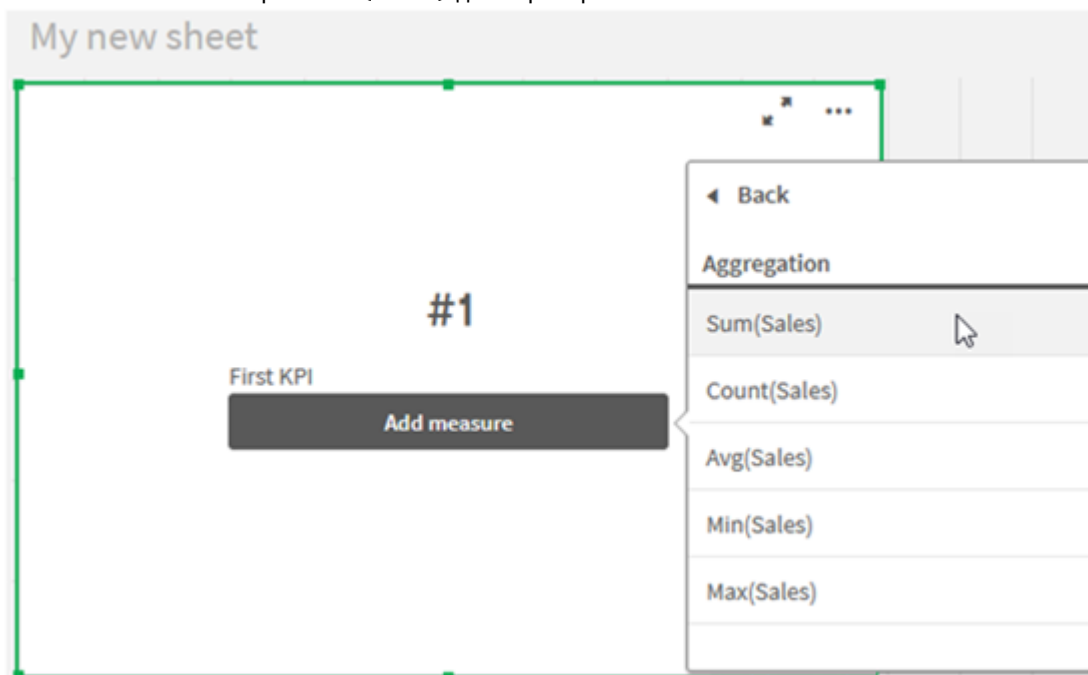 My new sheet
...
Back
Aggregation
#1
Sum(Sales)
First KPI
Count(Sales)
Add measure
Avg(Sales)
Min(Sales)
Max(Sales)